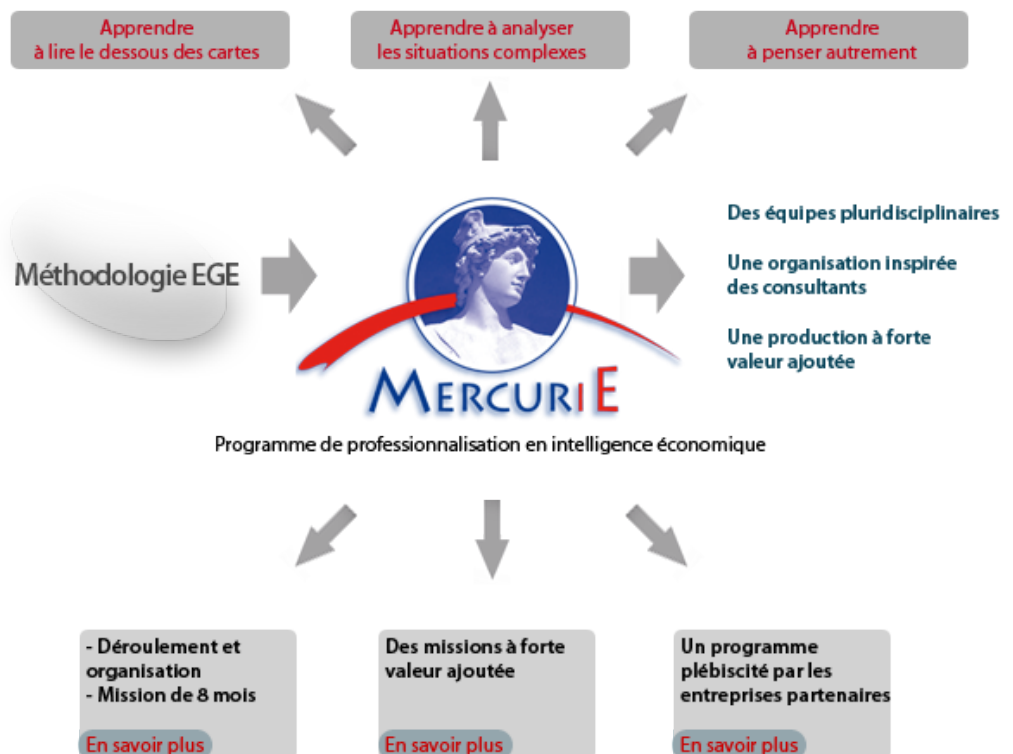 Apprendre
à lire le dessous des cartes
Apprendre à analyser
les situations complexes
Apprendre
à penser autrement
Méthodologie EGE
MERCURIE
Des équipes pluridisciplinaires
Une organisation inspirée
des consultants
Une production à forte
valeur ajoutée
Programme de professionnalisation en intelligence économique
- Déroulement et
organisation
- Mission de 8 mois
En savoir plus
Des missions à forte
valeur ajoutée
En savoir plus
Un programme
plébiscité par les
entreprises partenaires
En savoir plus